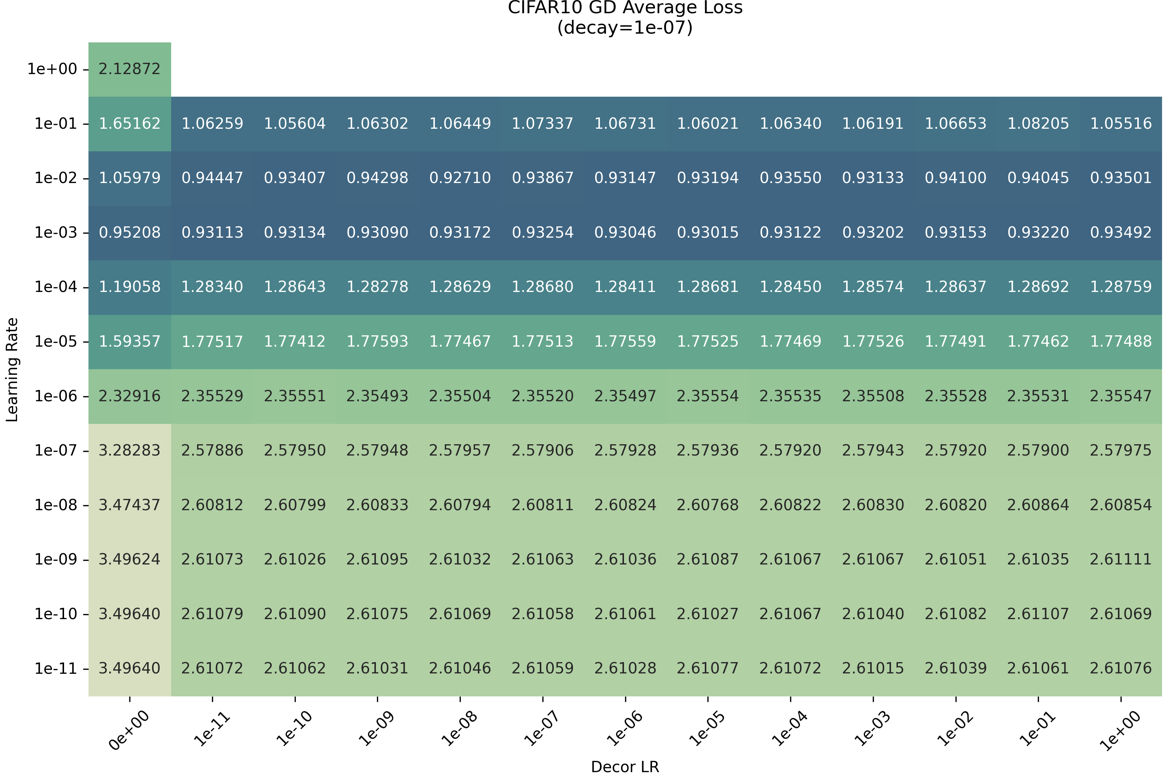 CIFAR10 GD Average Loss
(decay=1e-07)
1e+00 2.12872
1e-01 1.65162 1.06259 1.05604 1.06302 1.06449 1.07337 1.06731 1.06021 1.06340 1.06191 1.06653 1.08205 1.05516
1e-02 1.05979 0.94447 0.93407 0.94298 0.92710 0.93867 0.93147 0.93194 0.93550 0.93133 0.94100 0.94045 0.93501
1e-03 0.95208 0.93113 0.93134 0.93090 0.93172 0.93254 0.93046 0.93015 0.93122 0.93202 0.93153 0.93220 0.93492
1e-04 1.19058 1.28340 1.28643 1.28278 1.28629 1.28680 1.28411 1.28681 1.28450 1.28574 1.28637 1.28692 1.28759
1e-05 1.59357 1.77517 1.77412 1.77593 1.77467 1.77513 1.77559 1.77525 1.77469 1.77526 1.77491 1.77462 1.77488
1e-06 2.32916 2.35529 2.35551 2.35493 2.35504 2.35520 2.35497 2.35554 2.35535 2.35508 2.35528 2.35531 2.35547
1e-07 3.28283 2.57886 2.57950 2.57948 2.57957 2.57906 2.57928 2.57936 2.57920 2.57943 2.57920 2.57900 2.57975
1e-08 3.47437 2.60812 2.60799 2.60833 2.60794 2.60811 2.60824 2.60768 2.60822 2.60830 2.60820 2.60864 2.60854
1e-09 3.49624 2.61073 2.61026 2.61095 2.61032 2.61063 2.61036 2.61087 2.61067 2.61067 2.61051 2.61035 2.61111
1e-10 3.49640 2.61079 2.61090 2.61075 2.61069 2.61058 2.61061 2.61027 2.61067 2.61040 2.61082 2.61107 2.61069
1e-11 3.49640 2.61072 2.61062 2.61031 2.61046 2.61059 2.61028 2.61077 2.61072 2.61015 2.61039 2.61061 2.61076
Learning Rate
0e+00 1e-11 1e-10 1e-09 1e-08 1e-07 1e-06 1e-05 1e-04 1e-03 1e-02 1e-01 1e+00
Decor LR